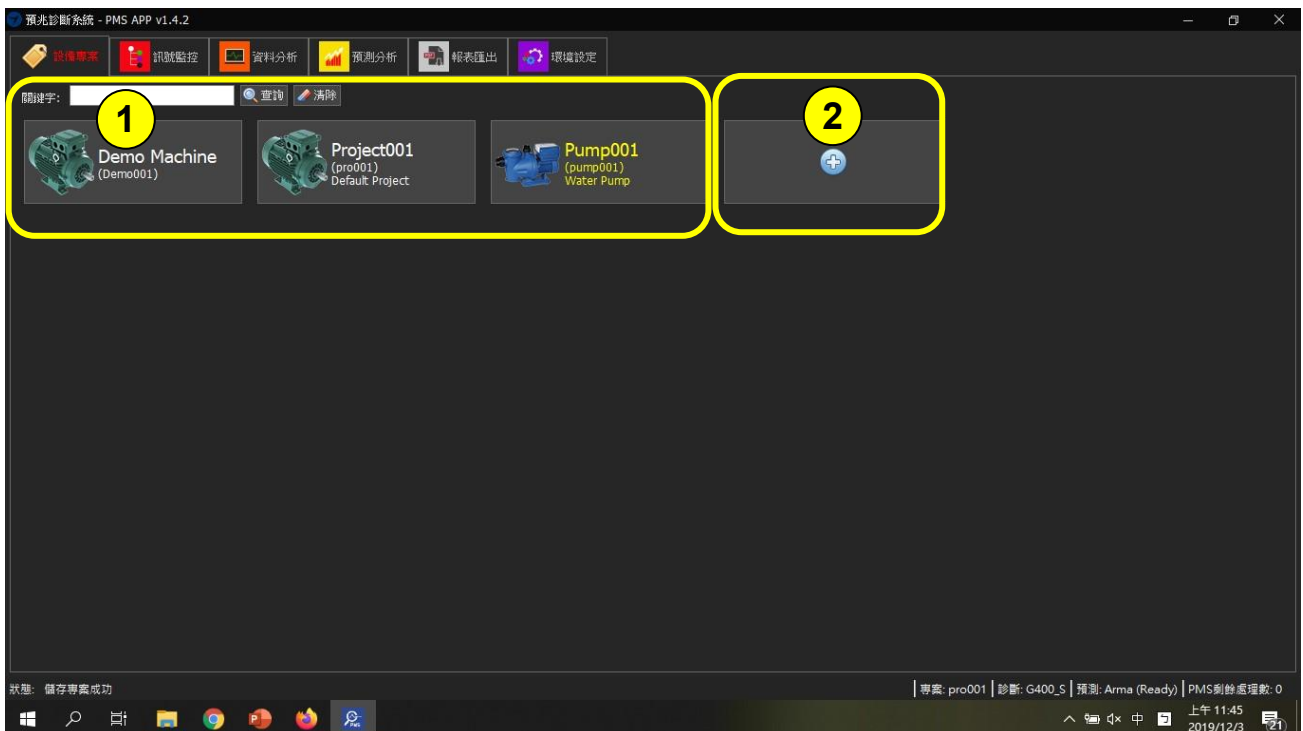 預兆診斷系統 - PMS APP v1.4.2
設備專案 訊號監控 資料分析 預測分析 報表匯出 環境設定
關鍵字: 查詢 清除
1
2
Demo Machine
(Demo001)
Project001
(pro001)
Default Project
Pump001
(pump001)
Water Pump
狀態: 儲存專案成功
專案: pro001 診斷: G400_S 預測: Arma (Ready) PMS剩餘處理數: 0
中
上午 11:45
2019/12/3
21